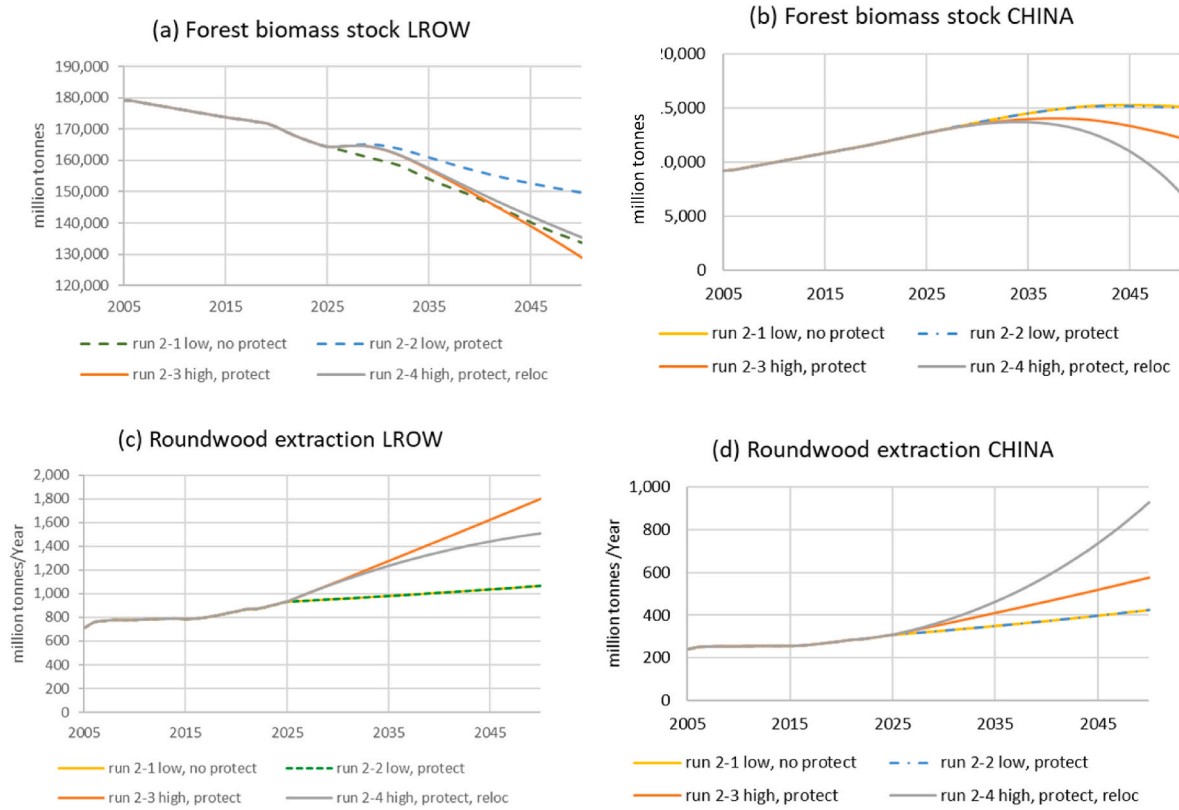 (a) Forest biomass stock LROW
190,000
180,000
170,000
160,000
150,000
140,000
130,000
120,000
million tonnes
2005 2015 2025 2035 2045
run 2-1 low, no protect run 2-2 low, protect
run 2-3 high, protect run 2-4 high, protect, reloc
(b) Forest biomass stock CHINA
20,000
15,000
10,000
5,000
0
million tonnes
2005 2015 2025 2035 2045
run 2-1 low, no protect run 2-2 low, protect
run 2-3 high, protect run 2-4 high, protect, reloc
(c) Roundwood extraction LROW
2,000
1,800
1,600
1,400
1,200
1,000
800
600
400
200
0
million tonnes/Year
2005 2015 2025 2035 2045
run 2-1 low, no protect run 2-2 low, protect
run 2-3 high, protect run 2-4 high, protect, reloc
(d) Roundwood extraction CHINA
1,000
800
600
400
200
0
million tonnes /Year
2005 2015 2025 2035 2045
run 2-1 low, no protect run 2-2 low, protect
run 2-3 high, protect run 2-4 high, protect, reloc